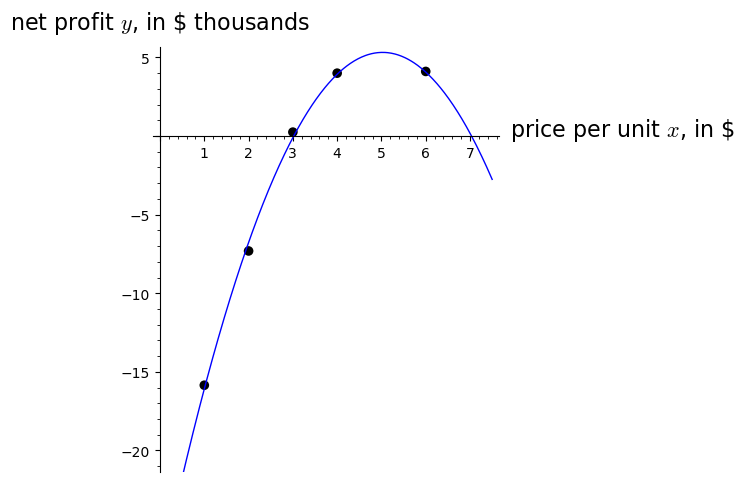 net profit y, in $ thousands
5
price per unit x, in $
1 2 3 4 5 6 7
−5
−10
−15
−20